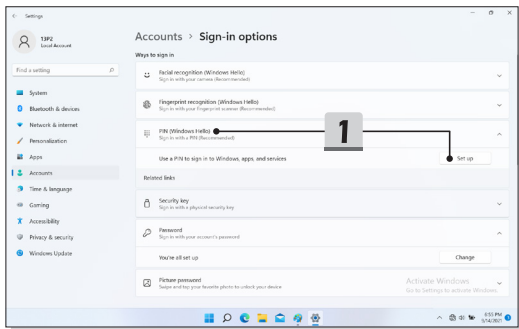 Settings
13P2
Local Account
Find a setting
System
Bluetooth & devices
Network & internet
Personalization
Apps
Accounts
Time & language
Gaming
Accessibility
Privacy & security
Windows Update
Accounts > Sign-in options
Ways to sign in
Facial recognition (Windows Hello)
Sign in with your camera (Recommended)
Fingerprint recognition (Windows Hello)
Sign in with your fingerprint scanner (Recommended)
PIN (Windows Hello)
Sign in with a PIN (Recommended)
1
Use a PIN to sign in to Windows, apps, and services
Set up
Related links
Security key
Sign in with a physical security key
Password
Sign in with your account's password
You're all set up
Change
Picture password
Swipe and tap your favorite photo to unlock your device
Activate Windows
Go to Settings to activate Windows.
6:55 PM
5/14/2021